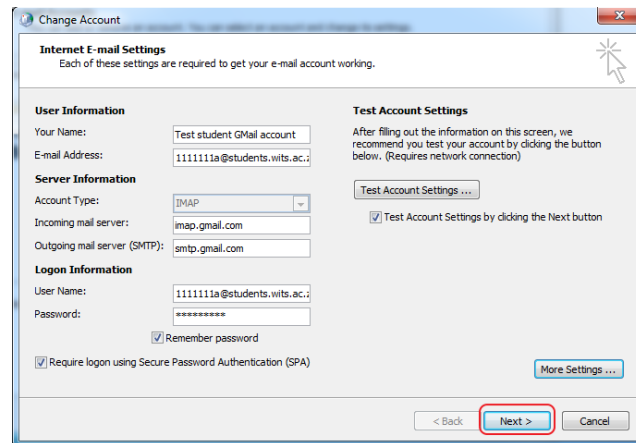 Change Account
Internet E-mail Settings
Each of these settings are required to get your e-mail account working.
User Information
Your Name: Test student GMail account
E-mail Address: 1111111a@students.wits.ac.z
Server Information
Account Type: IMAP
Incoming mail server: imap.gmail.com
Outgoing mail server (SMTP): smtp.gmail.com
Logon Information
User Name: 1111111a@students.wits.ac.z
Password: *********
Remember password
Require logon using Secure Password Authentication (SPA)
Test Account Settings
After filling out the information on this screen, we
recommend you test your account by clicking the button
below. (Requires network connection)
Test Account Settings ...
Test Account Settings by clicking the Next button
More Settings ...
< Back
Next >
Cancel